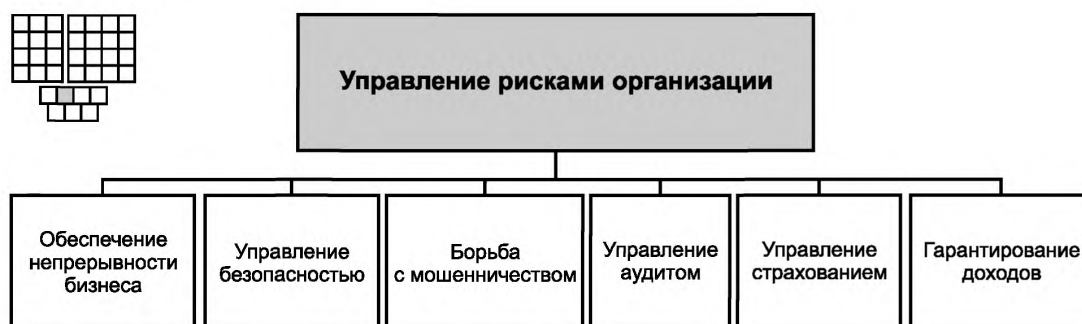 Управление рисками организации
Обеспечение
непрерывности
бизнеса
Управление
безопасностью
Борьба
с мошенничеством
Управление
аудитом
Управление
страхованием
Гарантирование
доходов